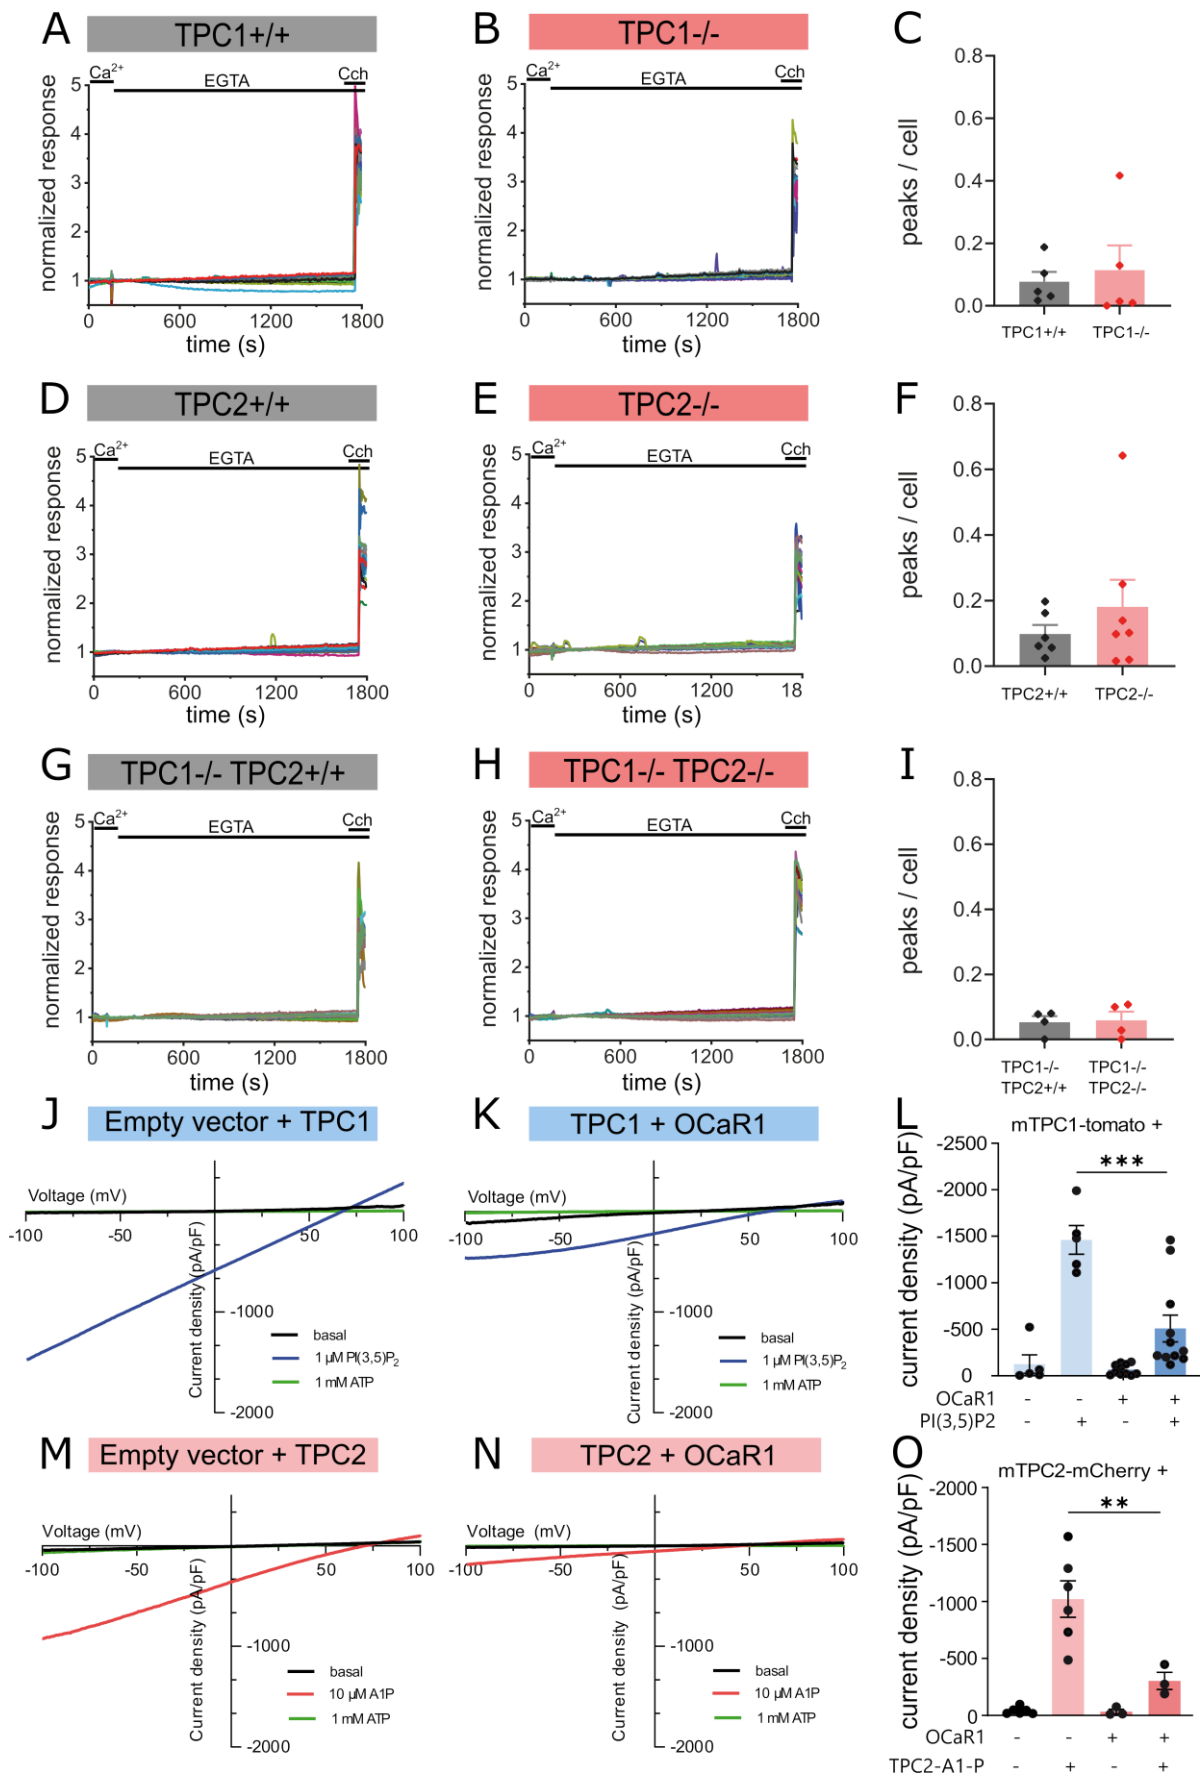 A TPC1+/+
Ca2+
EGTA
Cch
normalized response
5
4
3
2
1
0 600 1200 1800
time (s)
B TPC1-/-
Ca2+
EGTA
Cch
normalized response
5
4
3
2
1
0 600 1200 1800
time (s)
C
peaks / cell
0.8
0.6
0.4
0.2
0.0
TPC1+/+ TPC1-/-
D TPC2+/+
Ca2+
EGTA
Cch
normalized response
5
4
3
2
1
0 600 1200 1800
time (s)
E TPC2-/-
Ca2+
EGTA
Cch
normalized response
5
4
3
2
1
0 600 1200 18
time (s)
F
peaks / cell
0.8
0.6
0.4
0.2
0.0
TPC2+/+ TPC2-/-
G TPC1-/- TPC2+/+
Ca2+
EGTA
Cch
normalized response
5
4
3
2
1
0 600 1200 1800
time (s)
H TPC1-/- TPC2-/-
Ca2+
EGTA
Cch
normalized response
5
4
3
2
1
0 600 1200 1800
time (s)
I
peaks / cell
0.8
0.6
0.4
0.2
0.0
TPC1-/- TPC1-/-
TPC2+/+ TPC2-/-
J Empty vector + TPC1
Voltage (mV)
-100 -50 50 100
Current density (pA/pF)
-1000
-2000
basal
1 µM PI(3,5)P2
1 mM ATP
K TPC1 + OCaR1
Voltage (mV)
-100 -50 50 100
Current density (pA/pF)
-1000
-2000
basal
1 µM PI(3,5)P2
1 mM ATP
L
mTPC1-tomato +
***
current density (pA/pF)
-2500
-2000
-1500
-1000
-500
0
OCaR1 - - + +
PI(3,5)P2 - + - +
M Empty vector + TPC2
Voltage (mV)
-100 -50 50 100
Current density (pA/pF)
-1000
-2000
basal
10 µM A1P
1 mM ATP
N TPC2 + OCaR1
Voltage (mV)
-100 -50 50 100
Current density (pA/pF)
-1000
-2000
basal
10 µM A1P
1 mM ATP
O
mTPC2-mCherry +
**
current density (pA/pF)
-2000
-1500
-1000
-500
0
OCaR1 - - + +
TPC2-A1-P - + - +